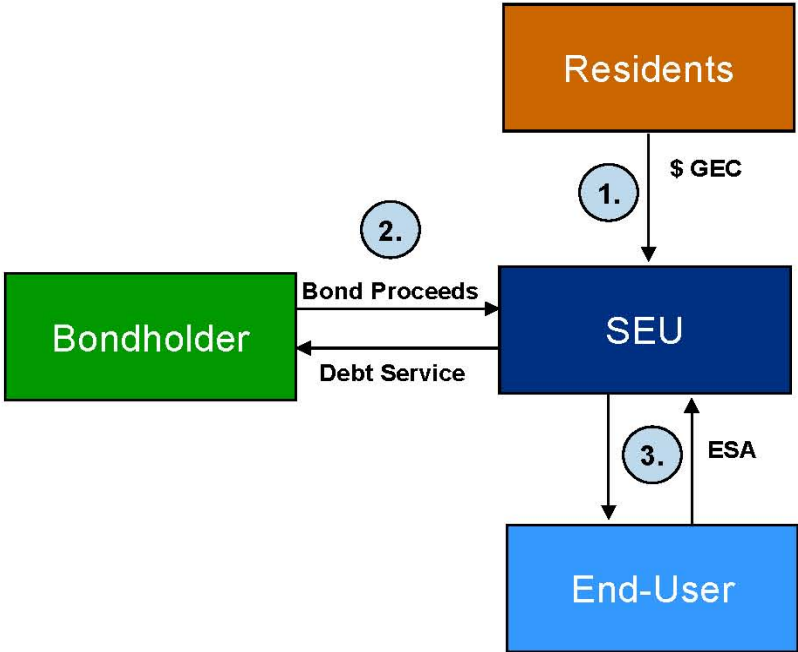 Residents
$ GEC
1.
2.
Bond Proceeds
Bondholder
SEU
Debt Service
3.
ESA
End-User